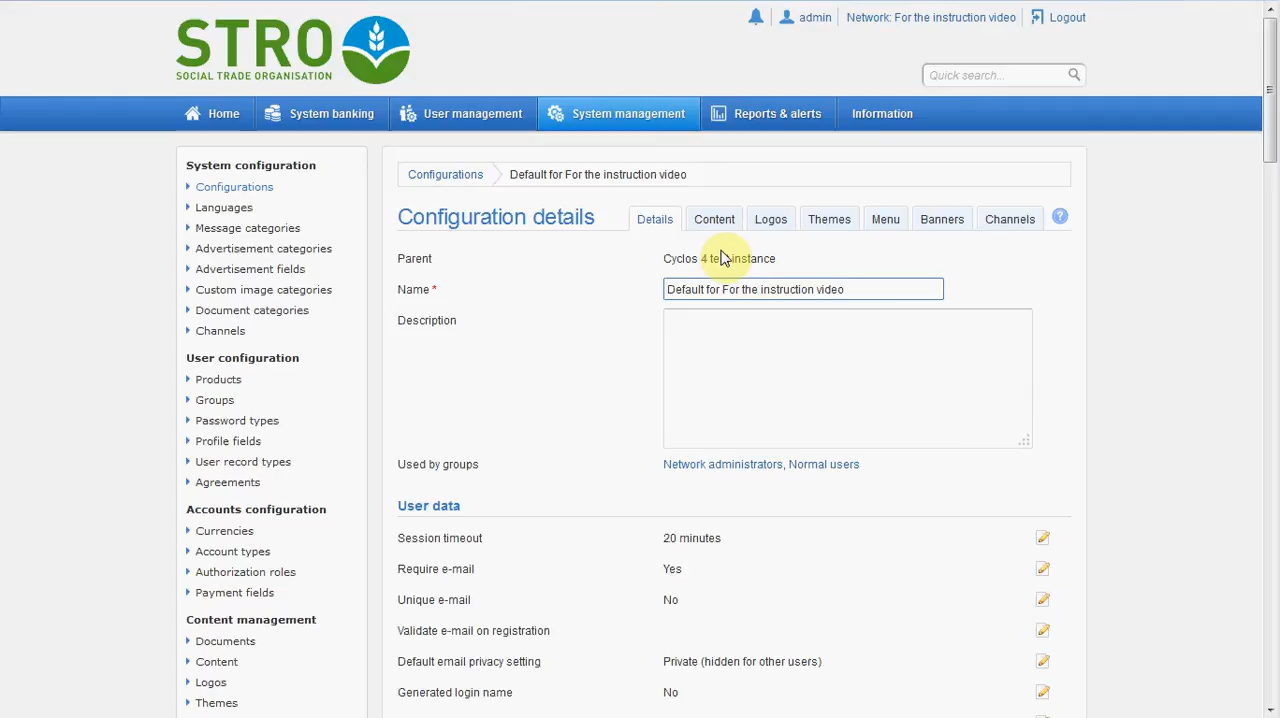 STRO
SOCIAL TRADE ORGANISATION
admin
Network: For the instruction video
Logout
Quick search...
Home
System banking
User management
System management
Reports & alerts
Information
System configuration
Configurations
Languages
Message categories
Advertisement categories
Advertisement fields
Custom image categories
Document categories
Channels
User configuration
Products
Groups
Password types
Profile fields
User record types
Agreements
Accounts configuration
Currencies
Account types
Authorization roles
Payment fields
Content management
Documents
Content
Logos
Themes
Configurations
Default for For the instruction video
Configuration details
Details
Content
Logos
Themes
Menu
Banners
Channels
?
Parent
Cyclos 4 instance
Name *
Default for For the instruction video
Description
Used by groups
Network administrators, Normal users
User data
Session timeout
20 minutes
Require e-mail
Yes
Unique e-mail
No
Validate e-mail on registration
Default email privacy setting
Private (hidden for other users)
Generated login name
No